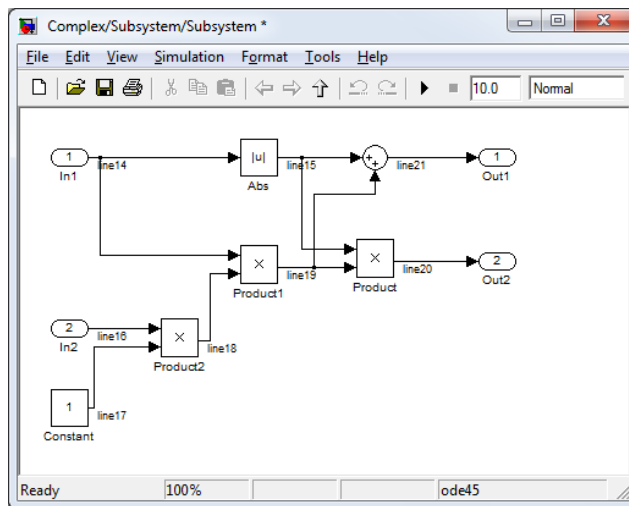 Complex/Subsystem/Subsystem *
File Edit View Simulation Format Tools Help
10.0 Normal
1
In1
line14
|u|
Abs
line15
line21
1
Out1
×
Product1
line19
×
Product
line20
2
Out2
2
In2
line16
×
Product2
line18
1
Constant
line17
Ready 100% ode45